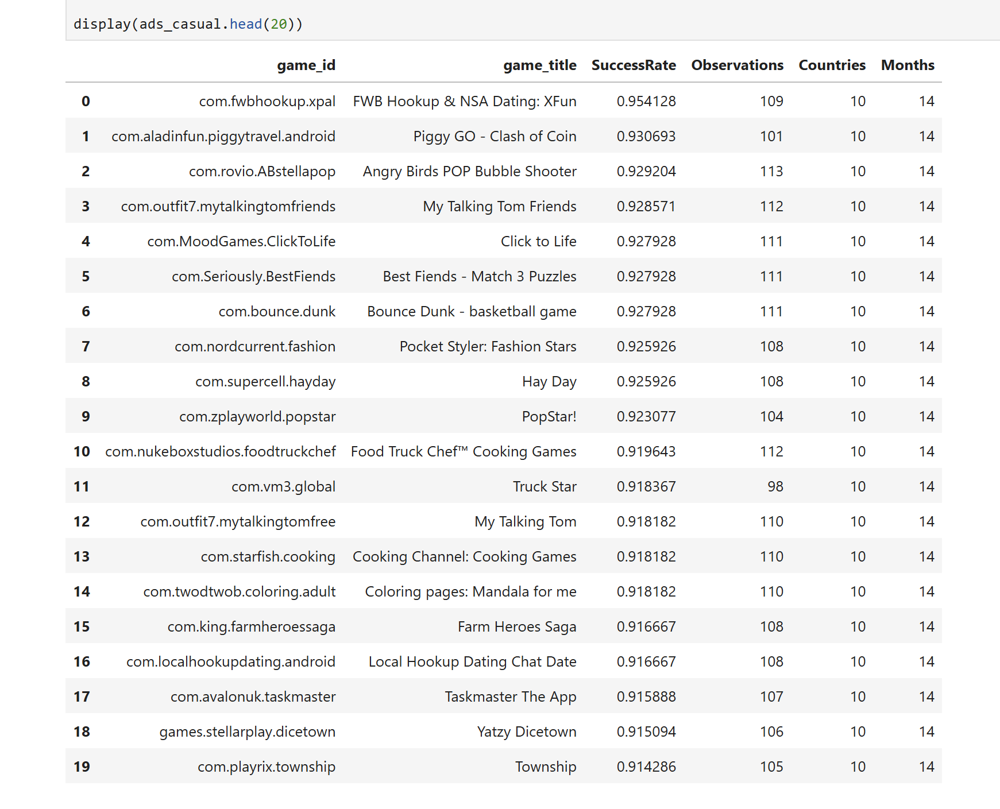 display(ads_casual.head(20))
game_id game_title SuccessRate Observations Countries Months
0 com.fwbhookup.xpal FWB Hookup & NSA Dating: XFun 0.954128 109 10 14
1 com.aladinfun.piggytravel.android Piggy GO - Clash of Coin 0.930693 101 10 14
2 com.rovio.ABstellapop Angry Birds POP Bubble Shooter 0.929204 113 10 14
3 com.outfit7.mytalkingtomfriends My Talking Tom Friends 0.928571 112 10 14
4 com.MoodGames.ClickToLife Click to Life 0.927928 111 10 14
5 com.Seriously.BestFiends Best Fiends - Match 3 Puzzles 0.927928 111 10 14
6 com.bounce.dunk Bounce Dunk - basketball game 0.927928 111 10 14
7 com.nordcurrent.fashion Pocket Styler: Fashion Stars 0.925926 108 10 14
8 com.supercell.hayday Hay Day 0.925926 108 10 14
9 com.zplayworld.popstar PopStar! 0.923077 104 10 14
10 com.nukeboxstudios.foodtruckchef Food Truck Chef™ Cooking Games 0.919643 112 10 14
11 com.vm3.global Truck Star 0.918367 98 10 14
12 com.outfit7.mytalkingtomfree My Talking Tom 0.918182 110 10 14
13 com.starfish.cooking Cooking Channel: Cooking Games 0.918182 110 10 14
14 com.twodtwob.coloring.adult Coloring pages: Mandala for me 0.918182 110 10 14
15 com.king.farmheroessaga Farm Heroes Saga 0.916667 108 10 14
16 com.localhookupdating.android Local Hookup Dating Chat Date 0.916667 108 10 14
17 com.avalonuk.taskmaster Taskmaster The App 0.915888 107 10 14
18 games.stellarplay.dicetown Yatzy Dicetown 0.915094 106 10 14
19 com.playrix.township Township 0.914286 105 10 14